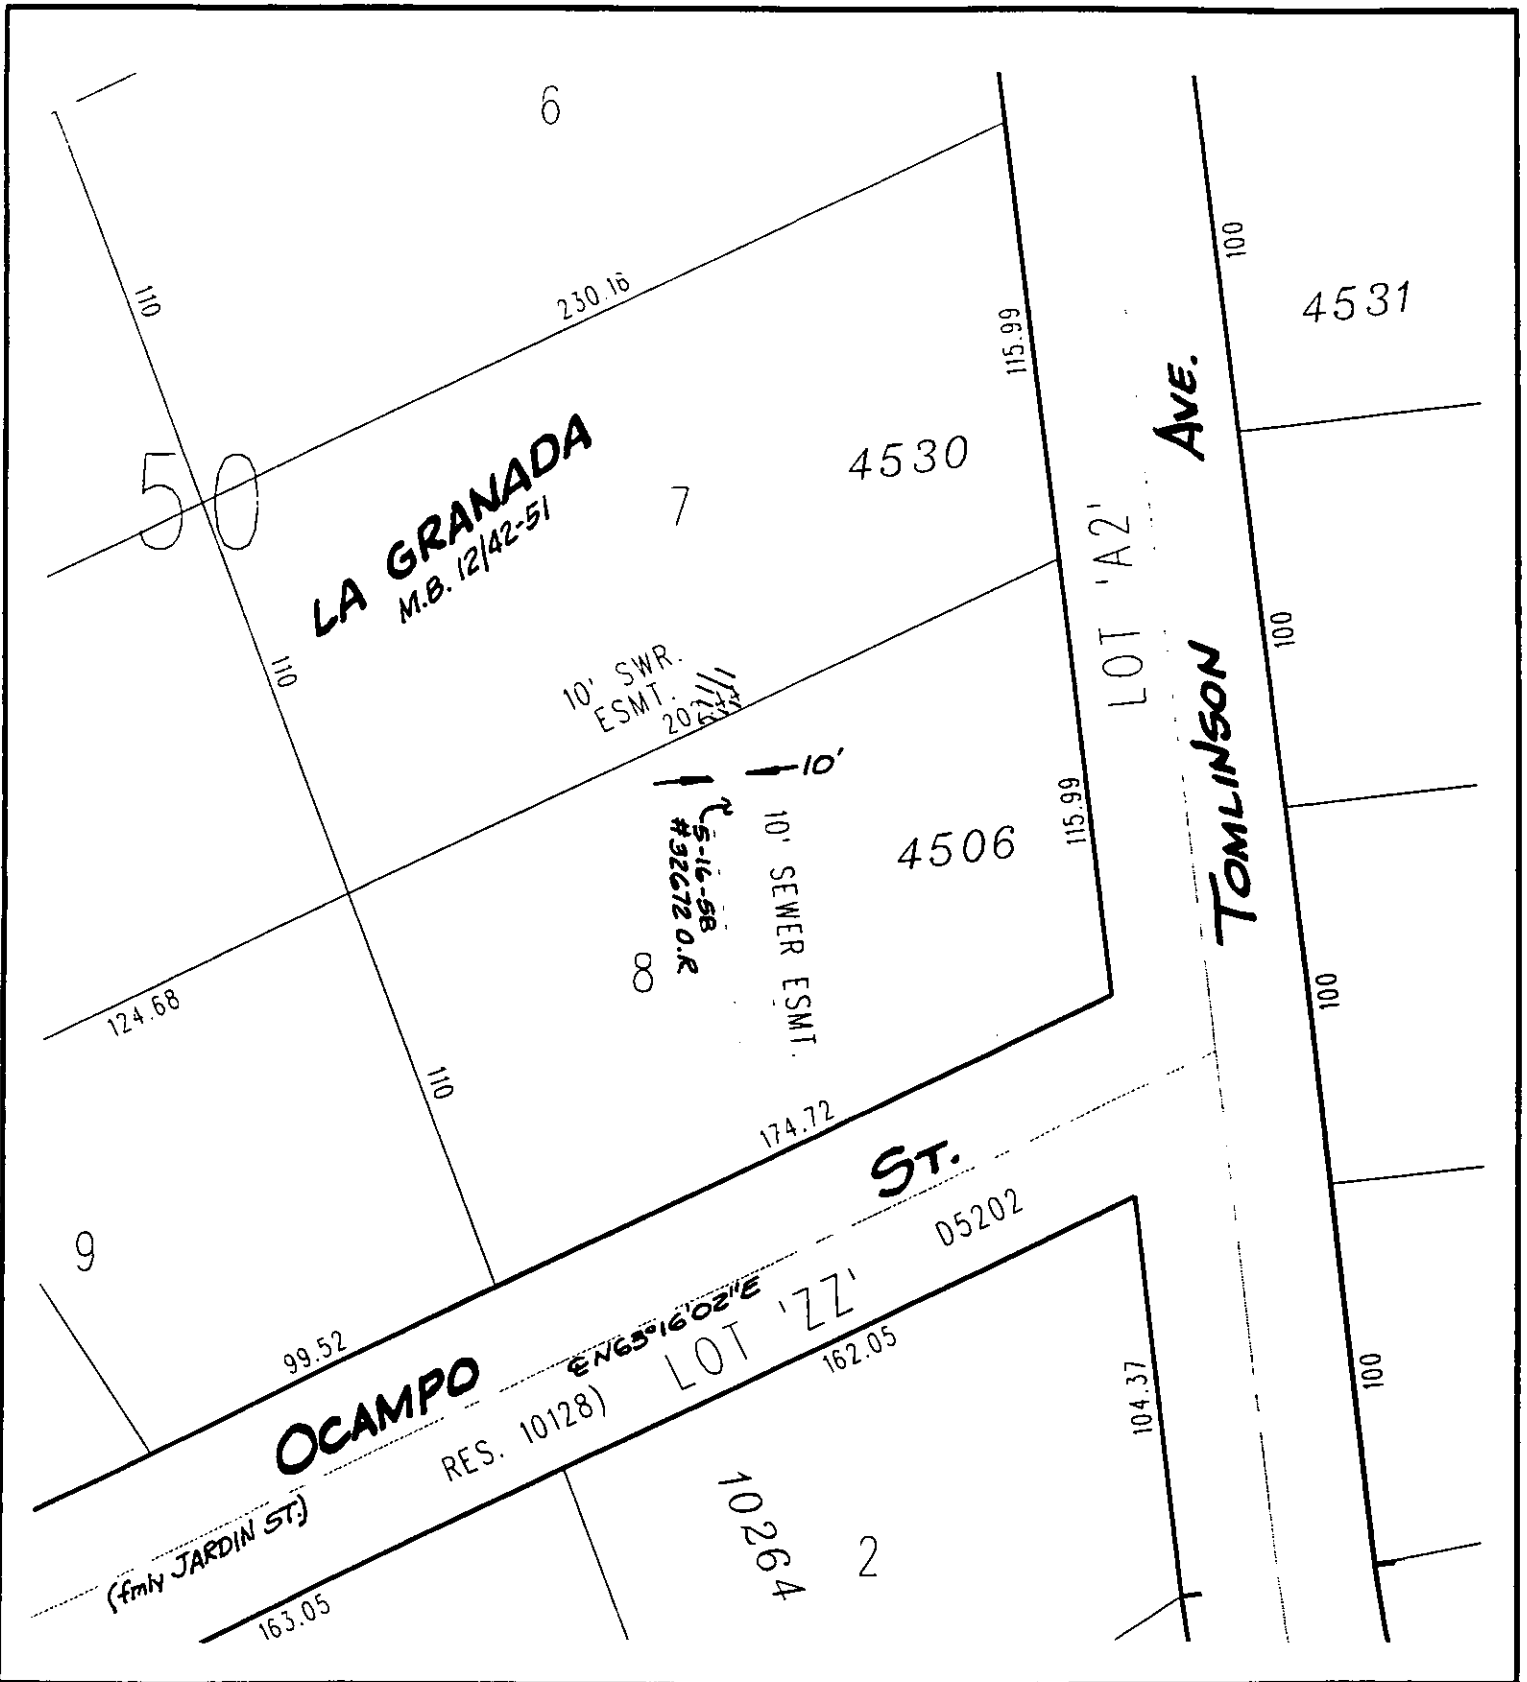 6
110
230.16
100
4531
115.99
AVE.
50
LA GRANADA
M.B. 12/42-51
7
4530
LOT 'A2'
110
10' SWR.
ESMT.
100
TOMLINSON
10'
5-16-58
#32672 O.R
10' SEWER ESMT.
4506
115.99
8
124.68
110
100
174.72
ST.
9
D5202
99.52
OCAMPO
N63°16'02"E
LOT 'ZZ'
162.05
RES. 10128)
104.37
100
(fmly JARDIN ST.)
163.05
10264
2